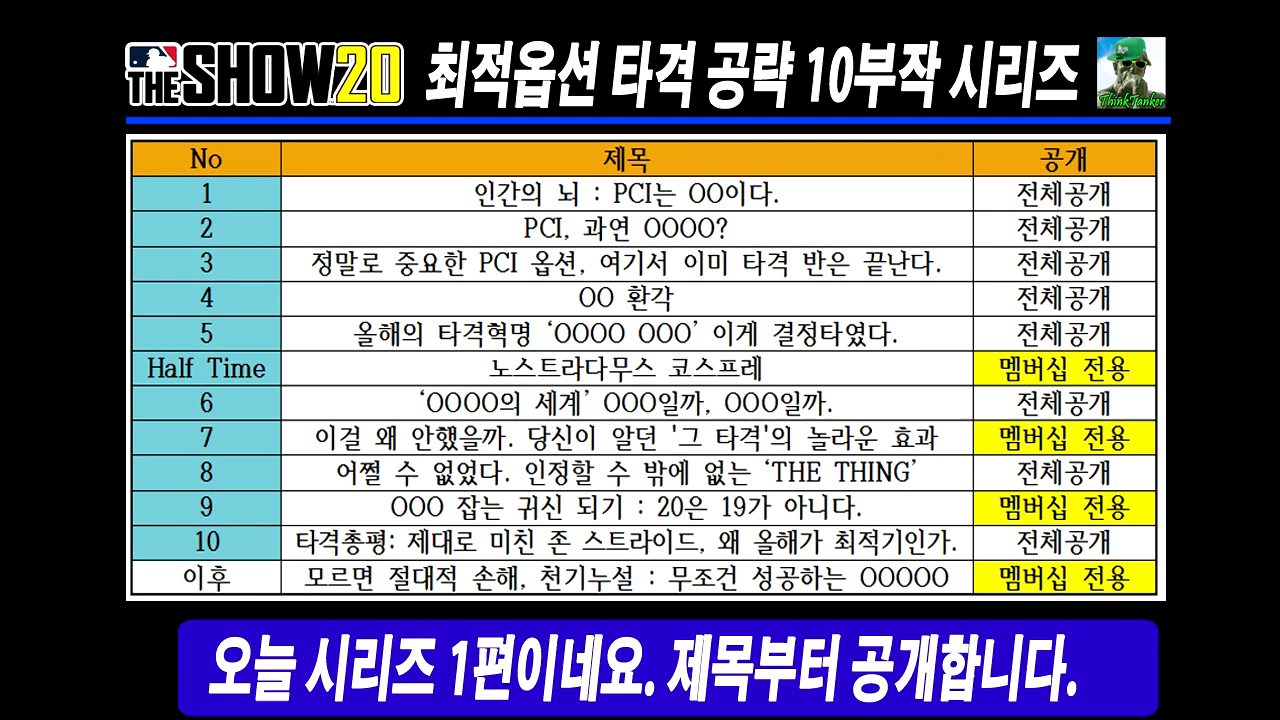 THE SHOW 20 최적옵션 타격 공략 10부작 시리즈
ThinkTanker
No 제목 공개
1 인간의 뇌 : PCI는 OO이다. 전체공개
2 PCI, 과연 OOOO? 전체공개
3 정말로 중요한 PCI 옵션, 여기서 이미 타격 반은 끝난다. 전체공개
4 OO 환각 전체공개
5 올해의 타격혁명 ‘OOOO OOO’ 이게 결정타였다. 전체공개
Half Time 노스트라다무스 코스프레 멤버십 전용
6 ‘OOOO의 세계’ OOO일까, OOO일까. 전체공개
7 이걸 왜 안했을까. 당신이 알던 '그 타격'의 놀라운 효과 멤버십 전용
8 어쩔 수 없었다. 인정할 수 밖에 없는 ‘THE THING’ 전체공개
9 OOO 잡는 귀신 되기 : 20은 19가 아니다. 멤버십 전용
10 타격총평: 제대로 미친 존 스트라이드, 왜 올해가 최적기인가. 전체공개
이후 모르면 절대적 손해, 천기누설 : 무조건 성공하는 OOOOO 멤버십 전용
오늘 시리즈 1편이네요. 제목부터 공개합니다.